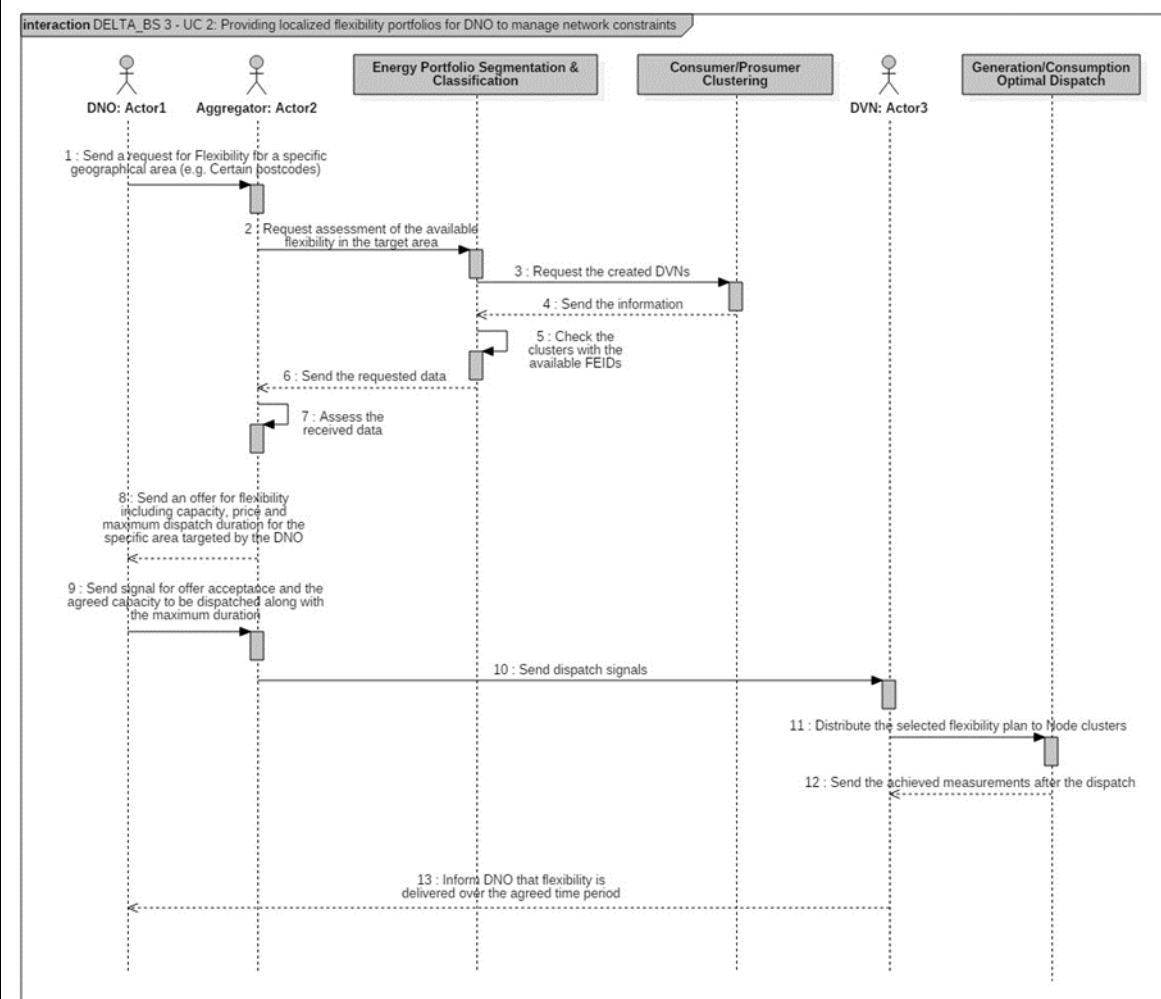 interaction DELTA_BS 3 - UC 2: Providing localized flexibility portfolios for DNO to manage network constraints
DNO: Actor1
Aggregator: Actor2
Energy Portfolio Segmentation &
Classification
Consumer/Prosumer
Clustering
DVN: Actor3
Generation/Consumption
Optimal Dispatch
1 : Send a request for Flexibility for a specific
geographical area (e.g. Certain postcodes)
2 : Request assessment of the available
flexibility in the target area
3 : Request the created DVNs
4 : Send the information
5 : Check the
clusters with the
available FEIDs
6 : Send the requested data
7 : Assess the
received data
8 : Send an offer for flexibility
including capacity, price and
maximum dispatch duration for the
specific area targeted by the DNO
9 : Send signal for offer acceptance and the
agreed capacity to be dispatched along with
the maximum duration
10 : Send dispatch signals
11 : Distribute the selected flexibility plan to Node clusters
12 : Send the achieved measurements after the dispatch
13 : Inform DNO that flexibility is
delivered over the agreed time period